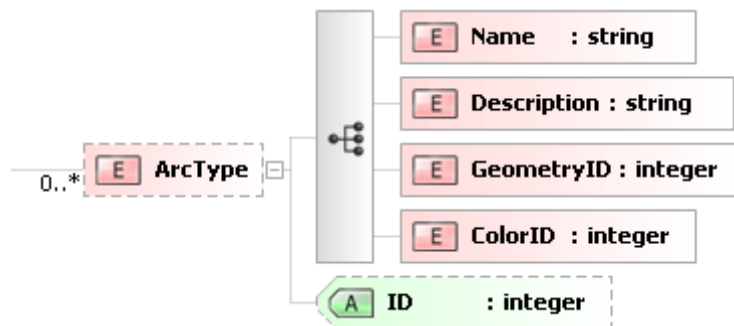 E Name : string
E Description : string
0..* E ArcType
E GeometryID : integer
E ColorID : integer
A ID : integer